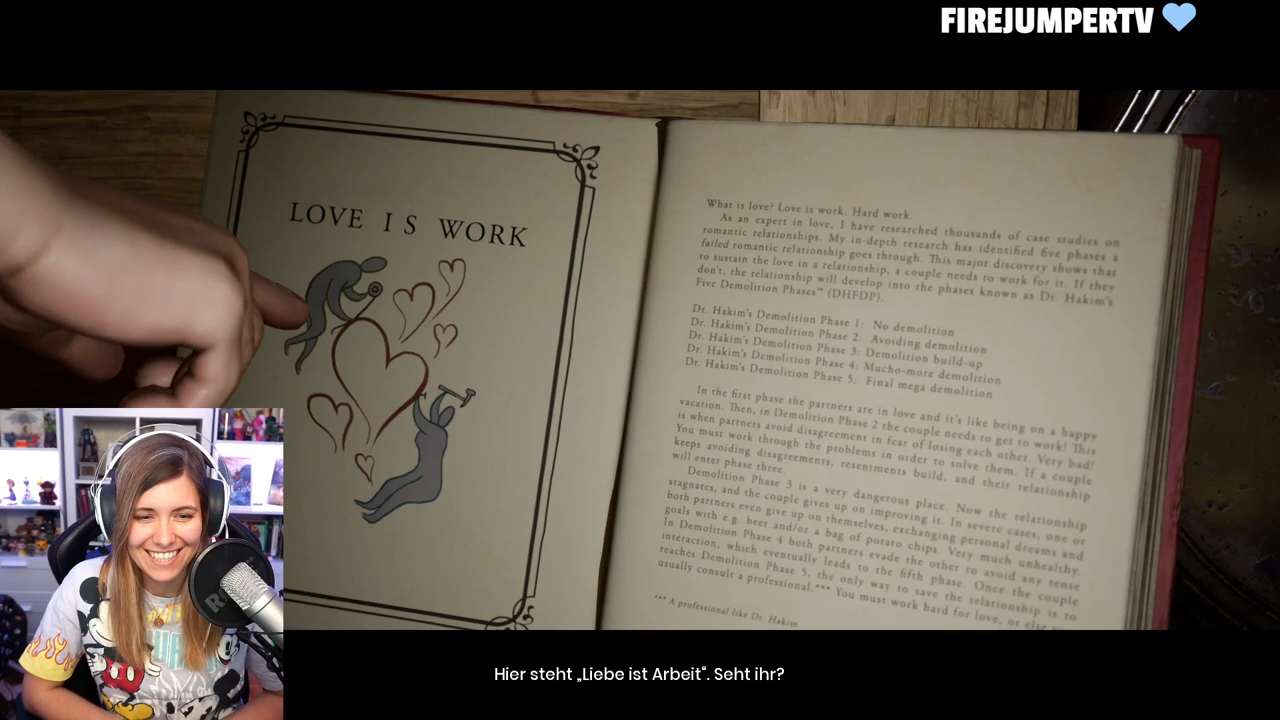 FIREJUMPERTV
LOVE IS WORK
What is love? Love is work. Hard work.
As an expert in love, I have researched thousands of case studies on
romantic relationships. My in-depth research has identified five phases a
failed romantic relationship goes through. This major discovery shows that
to sustain the love in a relationship, a couple needs to work for it. If they
don't, the relationship will develop into the phases known as Dr. Hakim's
Five Demolition Phases™ (DHFDP).
Dr. Hakim's Demolition Phase 1: No demolition
Dr. Hakim's Demolition Phase 2: Avoiding demolition
Dr. Hakim's Demolition Phase 3: Demolition build-up
Dr. Hakim's Demolition Phase 4: Mucho-more demolition
Dr. Hakim's Demolition Phase 5: Final mega demolition
In the first phase the partners are in love and it's like being on a happy
vacation. Then, in Demolition Phase 2 the couple needs to get to work! This
is when partners avoid disagreement in fear of losing each other. Very bad!
You must work through the problems in order to solve them. If a couple
keeps avoiding disagreements, resentments build, and their relationship
will enter phase three.
Demolition Phase 3 is a very dangerous place. Now the relationship
stagnates, and the couple gives up on improving it. In severe cases, one or
both partners even give up on themselves, exchanging personal dreams and
goals with e.g. beer and/or a bag of potato chips. Very much unhealthy.
In Demolition Phase 4 both partners evade the other to avoid any tense
interaction, which eventually leads to the fifth phase. Once the couple
reaches Demolition Phase 5, the only way to save the relationship is to
usually consult a professional.*** You must work hard for love, or else
*** A professional like Dr. Hakim
Hier steht „Liebe ist Arbeit“. Seht ihr?